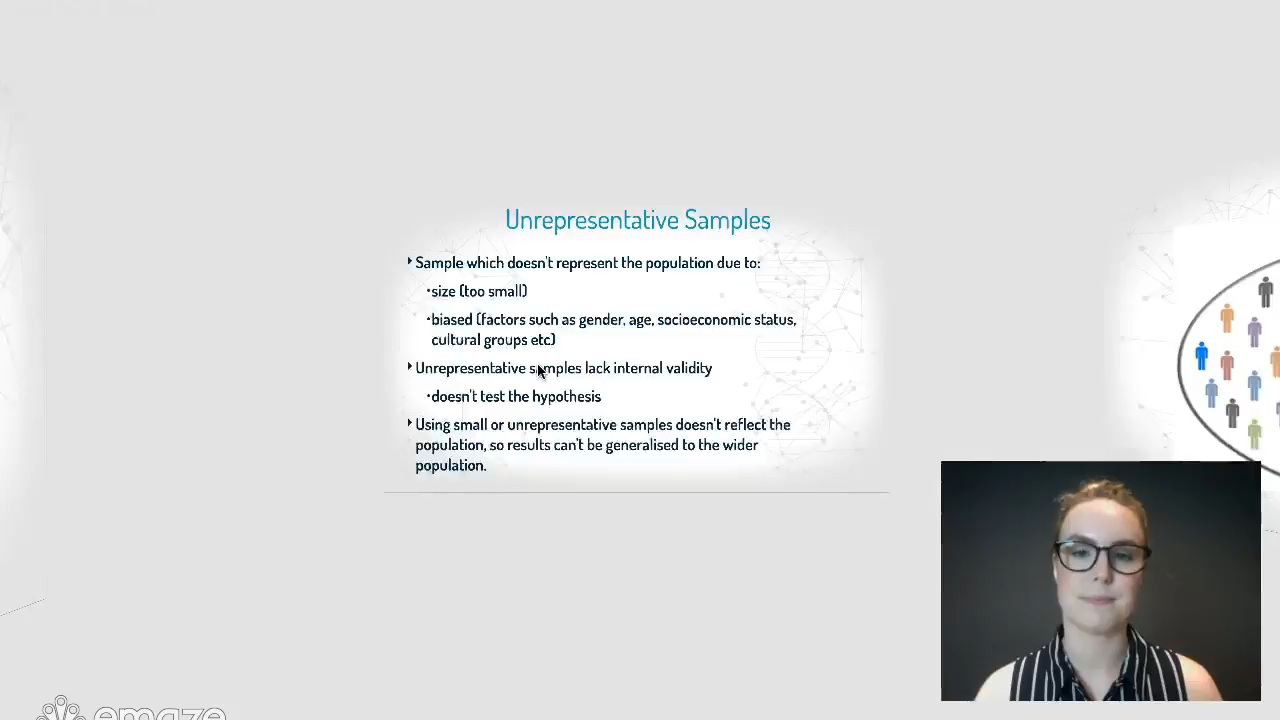 Unrepresentative Samples
Sample which doesn't represent the population due to:
•size (too small)
•biased (factors such as gender, age, socioeconomic status,
cultural groups etc)
Unrepresentative samples lack internal validity
•doesn't test the hypothesis
Using small or unrepresentative samples doesn't reflect the
population, so results can't be generalised to the wider
population.
emaze